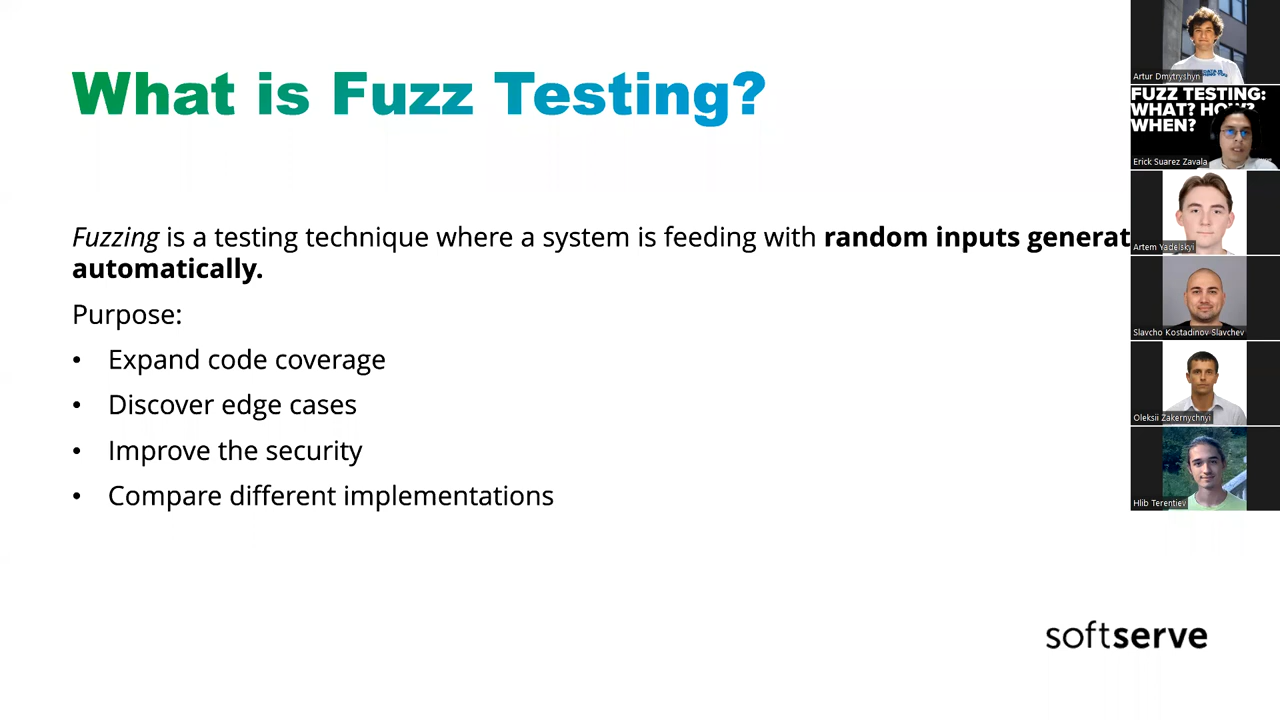 What is Fuzz Testing?
Fuzzing is a testing technique where a system is feeding with random inputs generat
automatically.
Purpose:
• Expand code coverage
• Discover edge cases
• Improve the security
• Compare different implementations
softserve
Artur Dmytryshyn
FUZZ TESTING:
WHAT? HOW?
WHEN?
Erick Suarez Zavala
Artem Yadelskyi
Slavcho Kostadinov Slavchev
Oleksii Zakernychnyi
Hlib Terentiev